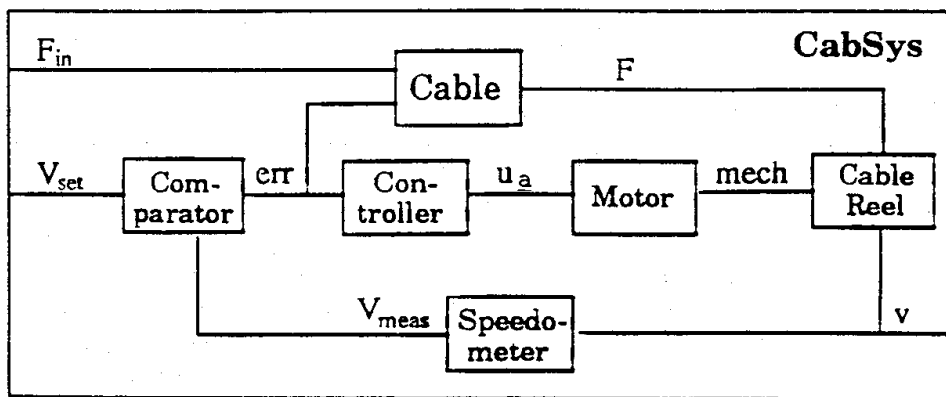 CabSys
F_in
F
Cable
V_set
Com-
parator
err
Con-
troller
u_a
Motor
mech
Cable
Reel
V_meas
Speedo-
meter
v